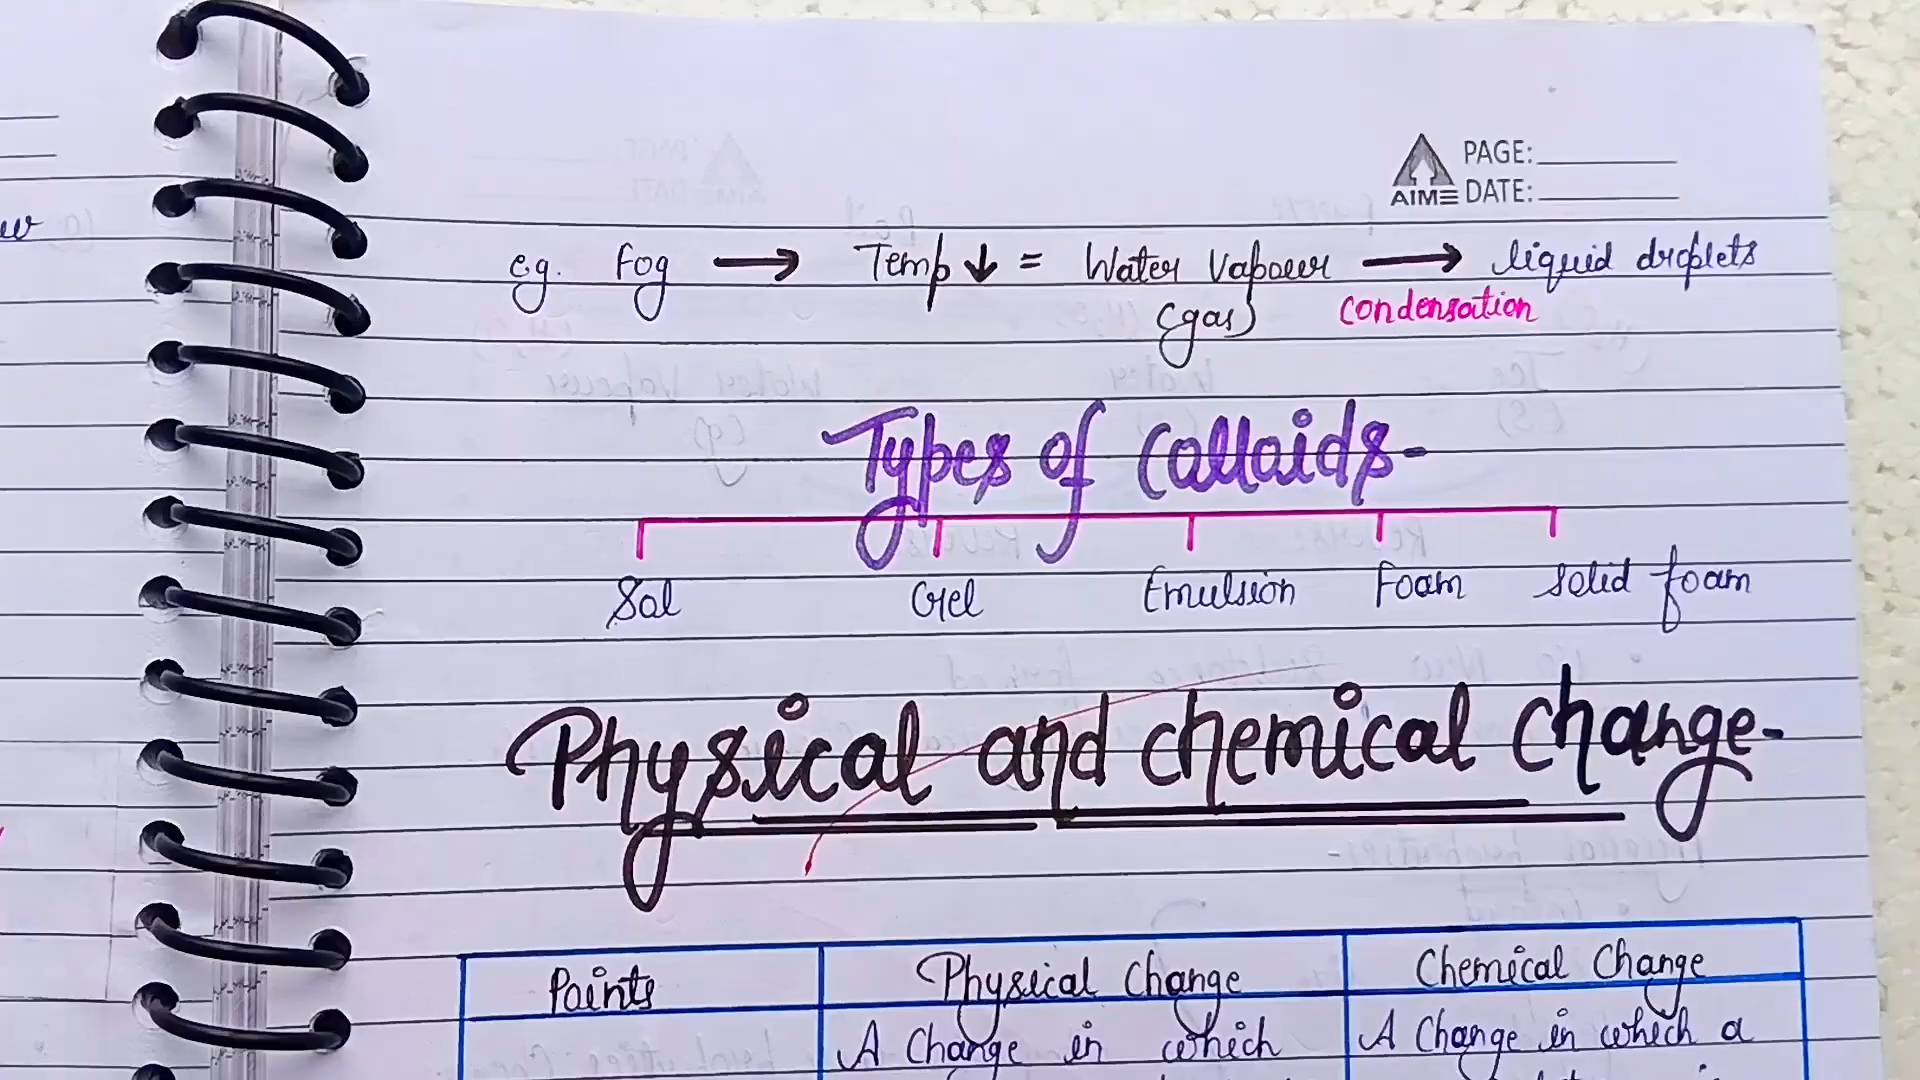 PAGE:
AIM DATE:
e.g. Fog → Temp ↓ = Water Vapour → liquid droplets
(gas) condensation
Types of Colloids-
Sol Gel Emulsion Foam Solid foam
Physical and chemical change-
Points Physical Change Chemical Change
A Change in which A Change in which a